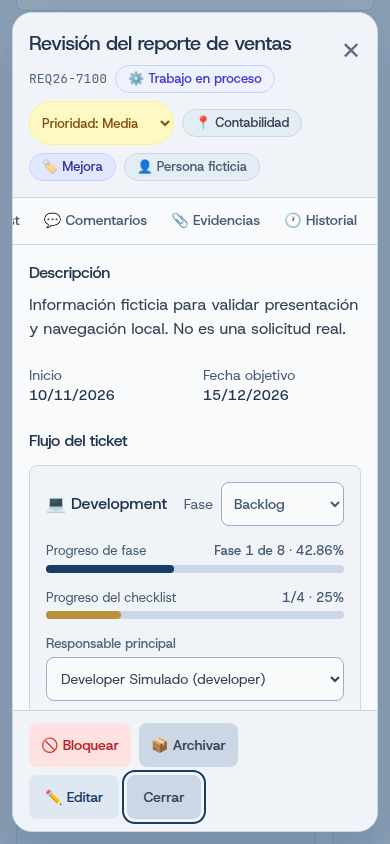 Revisión del reporte de ventas
REQ26-7100 ⚙️ Trabajo en proceso
Prioridad: Media 📍 Contabilidad
🏷️ Mejora 👤 Persona ficticia
st 💬 Comentarios 📎 Evidencias 🕐 Historial
Descripción
Información ficticia para validar presentación
y navegación local. No es una solicitud real.
Inicio Fecha objetivo
10/11/2026 15/12/2026
Flujo del ticket
💻 Development Fase Backlog
Progreso de fase Fase 1 de 8 · 42.86%
Progreso del checklist 1/4 · 25%
Responsable principal
Developer Simulado (developer)
🚫 Bloquear 📦 Archivar
✏️ Editar Cerrar